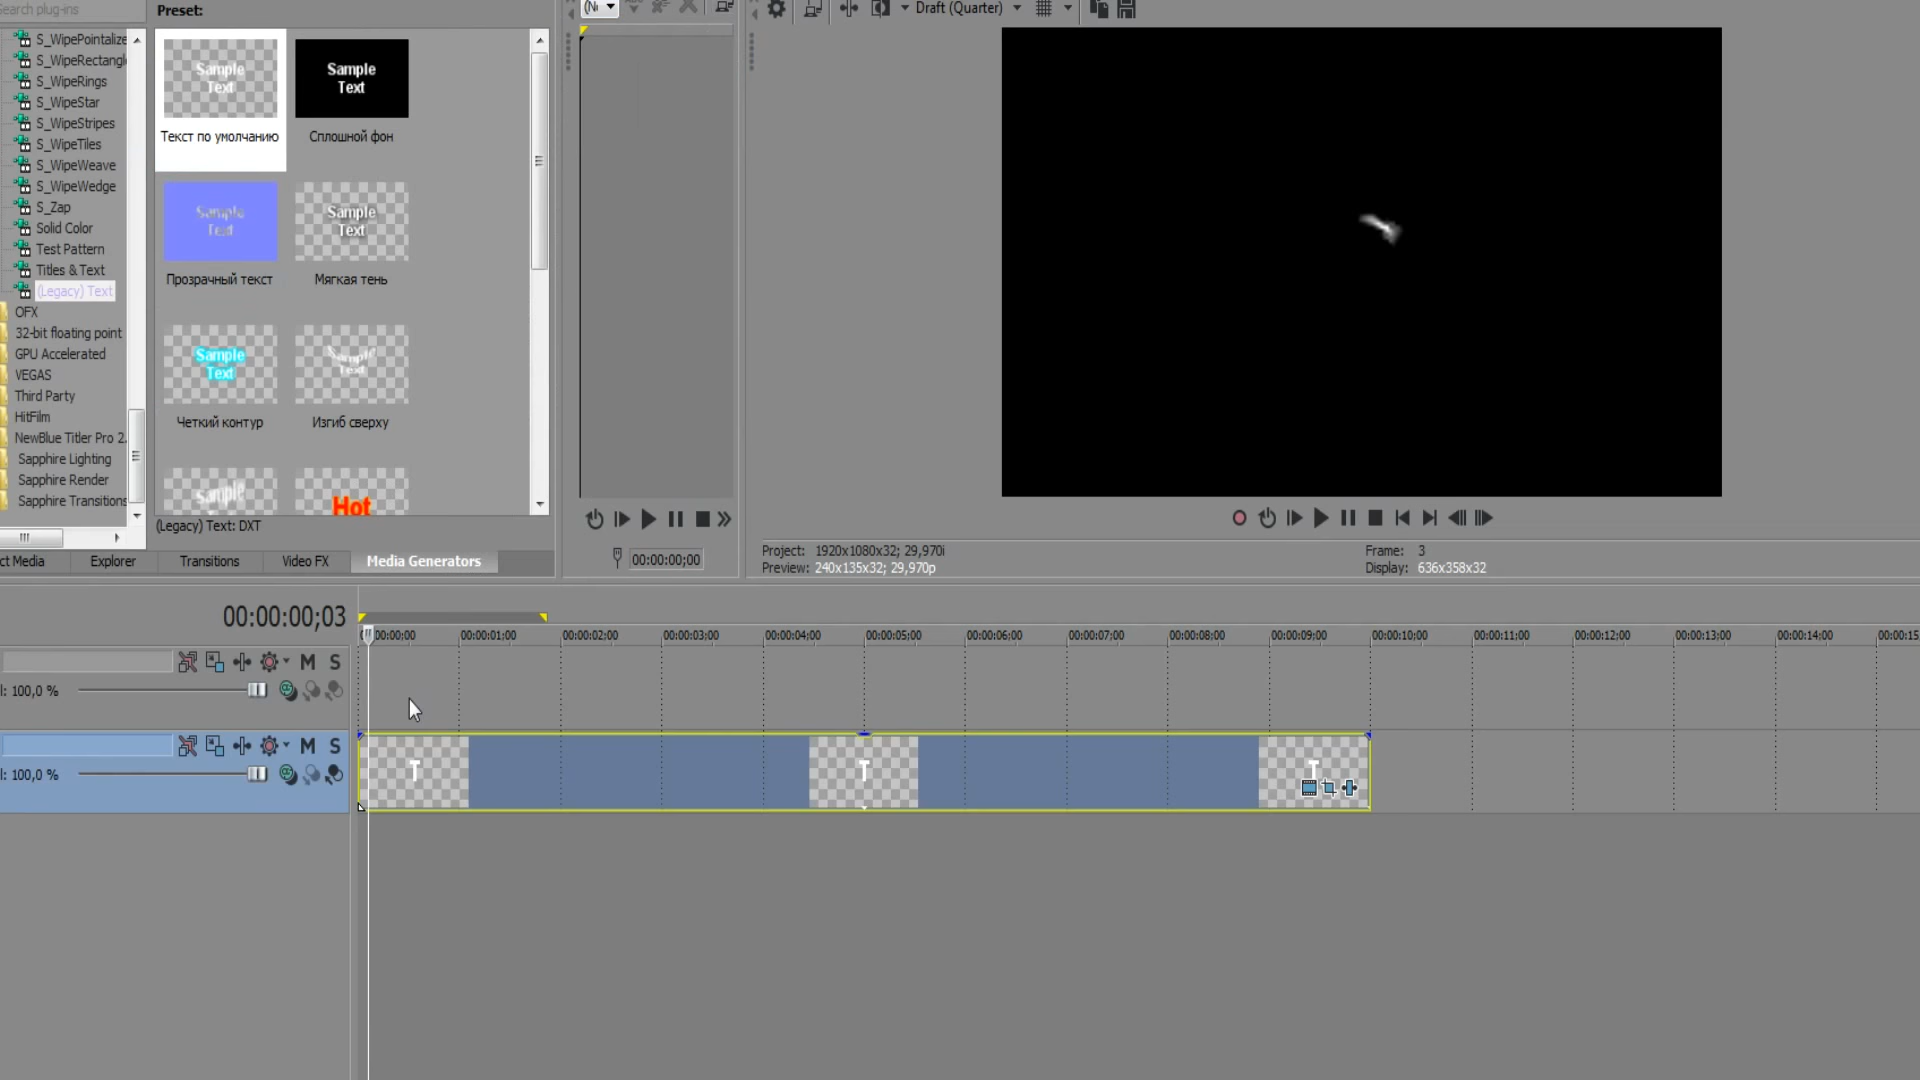 Search plug-ins
S_WipePointalize
S_WipeRectangl
S_WipeRings
S_WipeStar
S_WipeStripes
S_WipeTiles
S_WipeWeave
S_WipeWedge
S_Zap
Solid Color
Test Pattern
Titles & Text
(Legacy) Text
OFX
32-bit floating point
GPU Accelerated
VEGAS
Third Party
HitFilm
NewBlue Titler Pro 2.
Sapphire Lighting
Sapphire Render
Sapphire Transitions
Preset:
Sample
Text
Текст по умолчанию
Sample
Text
Сплошной фон
Sample
Text
Прозрачный текст
Sample
Text
Мягкая тень
Sample
Text
Четкий контур
Sample
Text
Изгиб сверху
Sample
Hot
(Legacy) Text: DXT
ct Media
Explorer
Transitions
Video FX
Media Generators
00:00:00;00
Draft (Quarter)
Project: 1920x1080x32; 29,970i
Preview: 240x135x32; 29,970p
Frame: 3
Display: 636x358x32
00:00:00;03
00:00:00
00:00:01;00
00:00:02;00
00:00:03;00
00:00:04;00
00:00:05;00
00:00:06;00
00:00:07;00
00:00:08;00
00:00:09;00
00:00:10;00
00:00:11;00
00:00:12;00
00:00:13;00
00:00:14;00
00:00:15
M S
l: 100,0 %
M S
l: 100,0 %
T
T
T